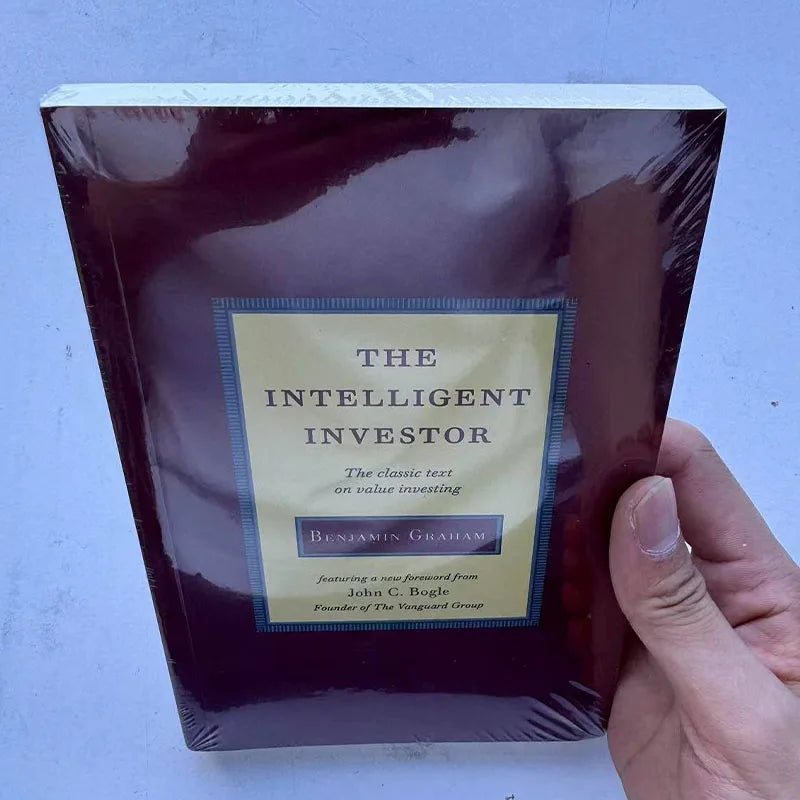 THE
INTELLIGENT
INVESTOR
The classic text
on value investing
BENJAMIN GRAHAM
featuring a new foreword from
John C. Bogle
Founder of The Vanguard Group